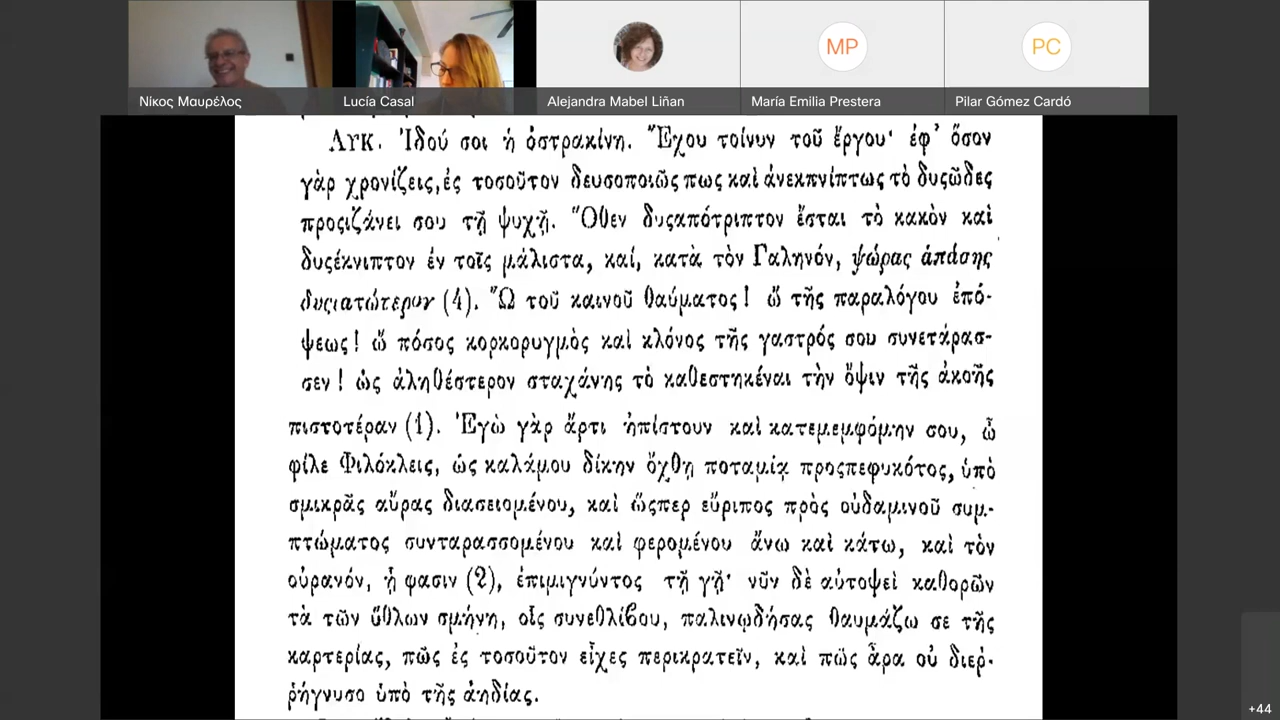 MP
PC
Νίκος Μαυρέλος
Lucía Casal
Alejandra Mabel Liñan
María Emilia Prestera
Pilar Gómez Cardó
ΛΥΚ. Ἰδού σοι ἡ ὀστρακίνη. Ἔχου τοίνυν τοῦ ἔργου· ἐφ' ὅσον
γὰρ χρονίζεις, ἐς τοσοῦτον δευσοποιῶς πως καὶ ἀνεκπνίπτως τὸ δυςῶδες
προςιζάνει σου τῇ ψυχῇ. Ὅθεν δυςαπότριπτον ἔσται τὸ κακὸν καὶ
δυςέκνιπτον ἐν τοῖς μάλιστα, καί, κατὰ τὸν Γαληνόν, ψώρας ἁπάσης
δυςιατώτερον (4). Ὢ τοῦ καινοῦ θαύματος! ὢ τῆς παραλόγου ἐπό-
ψεως! ὢ πόσος κορκορυγμὸς καὶ κλόνος τῆς γαστρός σου συνετάρασ-
σεν! ὡς ἀληθέστερον σταχάνης τὸ καθεστηκέναι τὴν ὄψιν τῆς ἀκοῆς
πιστοτέραν (1). Ἐγὼ γὰρ ἄρτι ἠπίστουν καὶ κατεμεμφόμην σου, ὦ
φίλε Φιλόκλεις, ὡς καλάμου δίκην ὄχθῃ ποταμίᾳ προςπεφυκότος, ὑπὸ
σμικρᾶς αὔρας διασειομένου, καὶ ὥςπερ εὔριπος πρὸς οὐδαμινοῦ συμ-
πτώματος συνταρασσομένου καὶ φερομένου ἄνω καὶ κάτω, καὶ τὸν
οὐρανόν, ᾗ φασιν (2), ἐπιμιγνύντος τῇ γῇ· νῦν δὲ αὐτοψεὶ καθορῶν
τὰ τῶν ὕθλων σμήνη, οἷς συνεθλίβου, παλινῳδήσας θαυμάζω σε τῆς
καρτερίας, πῶς ἐς τοσοῦτον εἶχες περικρατεῖν, καὶ πῶς ἆρα οὐ διερ-
ῥήγνυσο ὑπὸ τῆς ἀηδίας.
+44